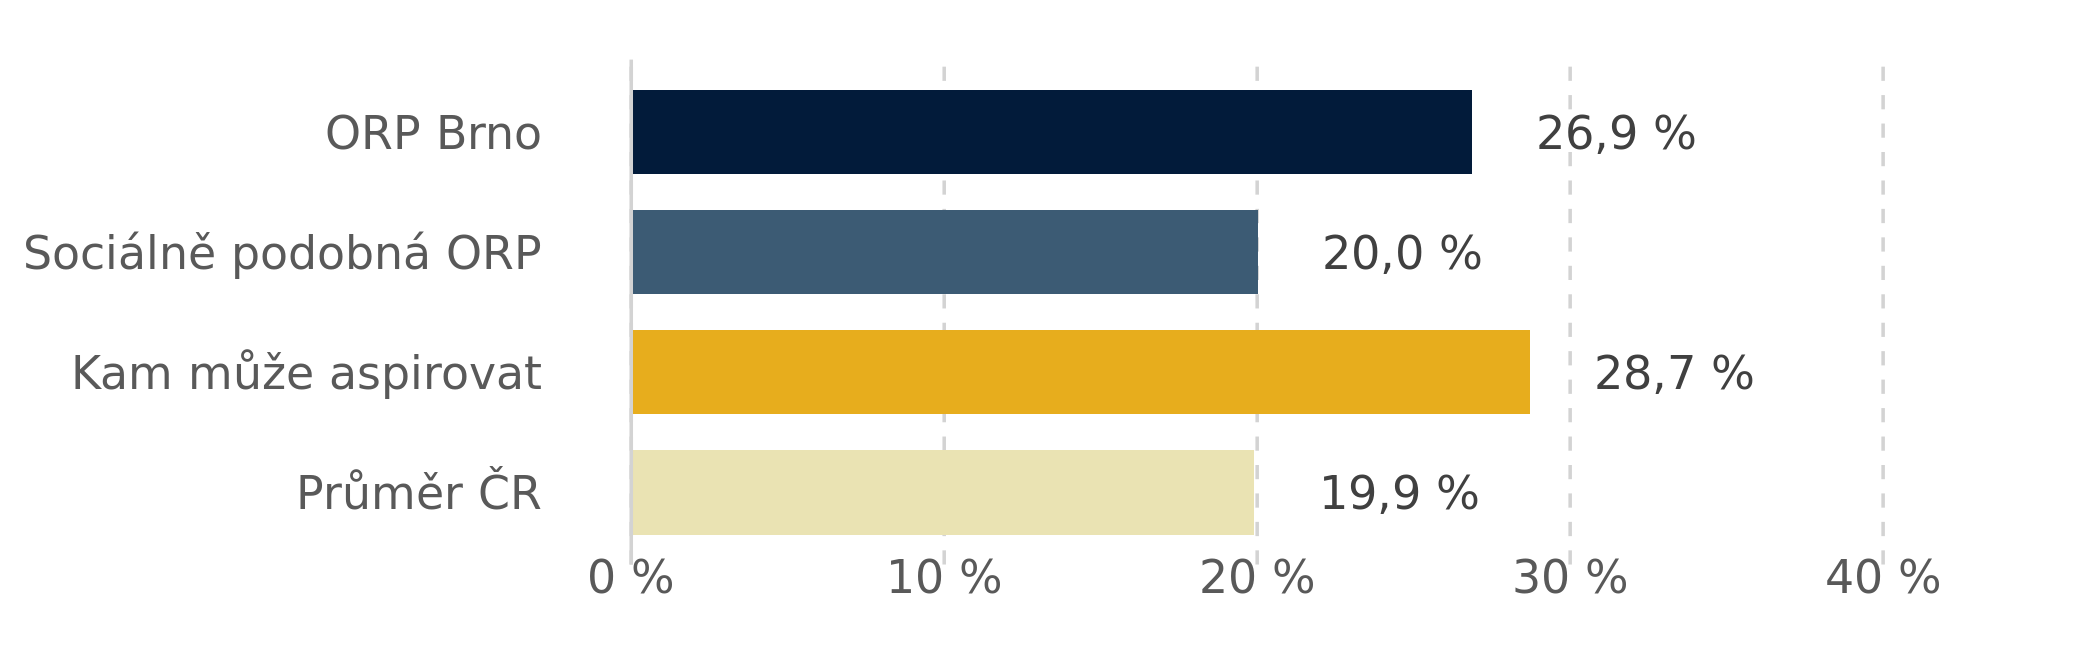 ORP Brno 26,9 %
Sociálně podobná ORP 20,0 %
Kam může aspirovat 28,7 %
Průměr ČR 19,9 %
0 % 10 % 20 % 30 % 40 %